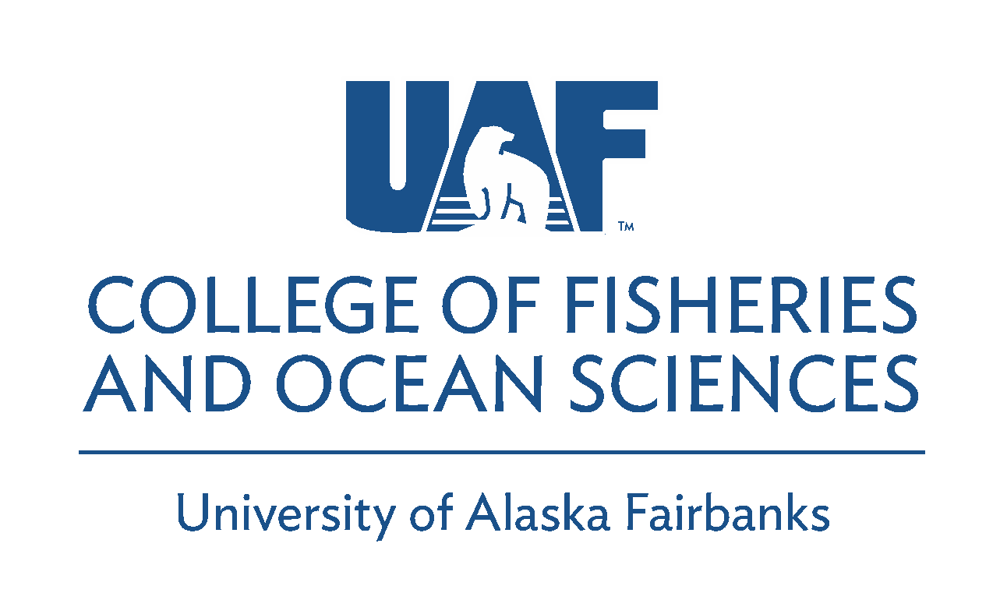 UAF ™
COLLEGE OF FISHERIES
AND OCEAN SCIENCES
University of Alaska Fairbanks